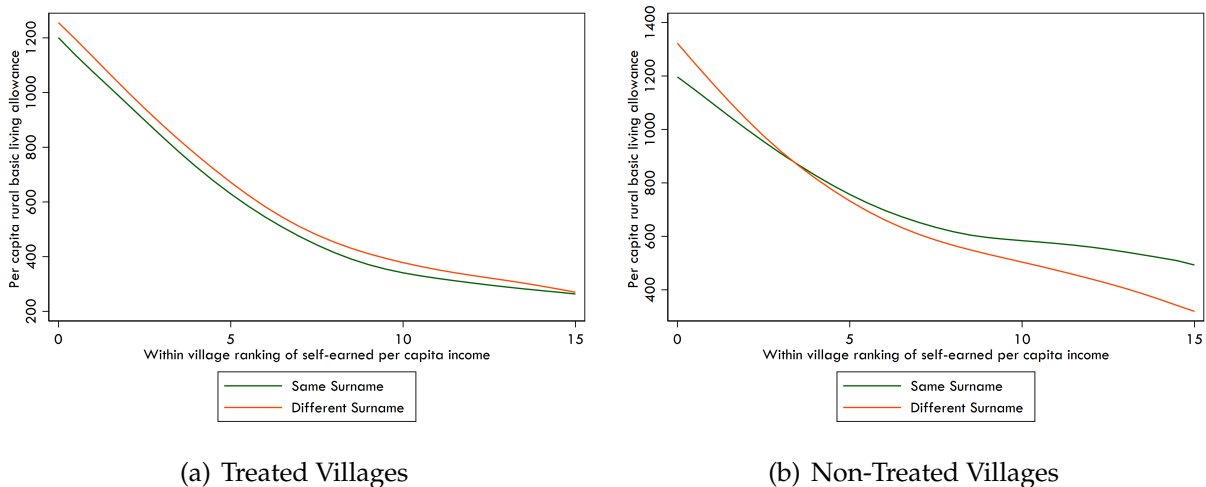 Per capita rural basic living allowance
1200
1000
800
600
400
200
0
5
10
15
Within village ranking of self-earned per capita income
Same Surname
Different Surname
(a) Treated Villages
Per capita rural basic living allowance
1400
1200
1000
800
600
400
0
5
10
15
Within village ranking of self-earned per capita income
Same Surname
Different Surname
(b) Non-Treated Villages